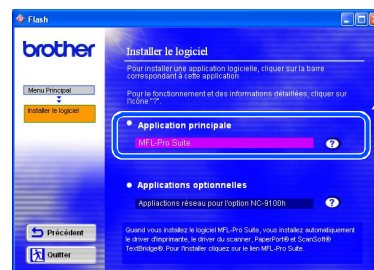 Flash
brother
Installer le logiciel
Pour installer une application logicielle, cliquer sur la barre
correspondant à cette application
Pour le fonctionnement et des informations détaillées, cliquer sur
l'icône "?".
Menu Principal
Installer le logiciel
Application principale
MFL-Pro Suite
?
Applications optionnelles
Appliactions réseau pour l'option NC-9100h
?
Précédent
Quitter
Quand vous installez le logiciel MFL-Pro Suite, vous installez automatiquement
le driver d'imprimante, le driver du scanner, PaperPort® et ScanSoft®
TextBridge®. Pour l'installer cliquez sur le lien MFL-Pro Suite.